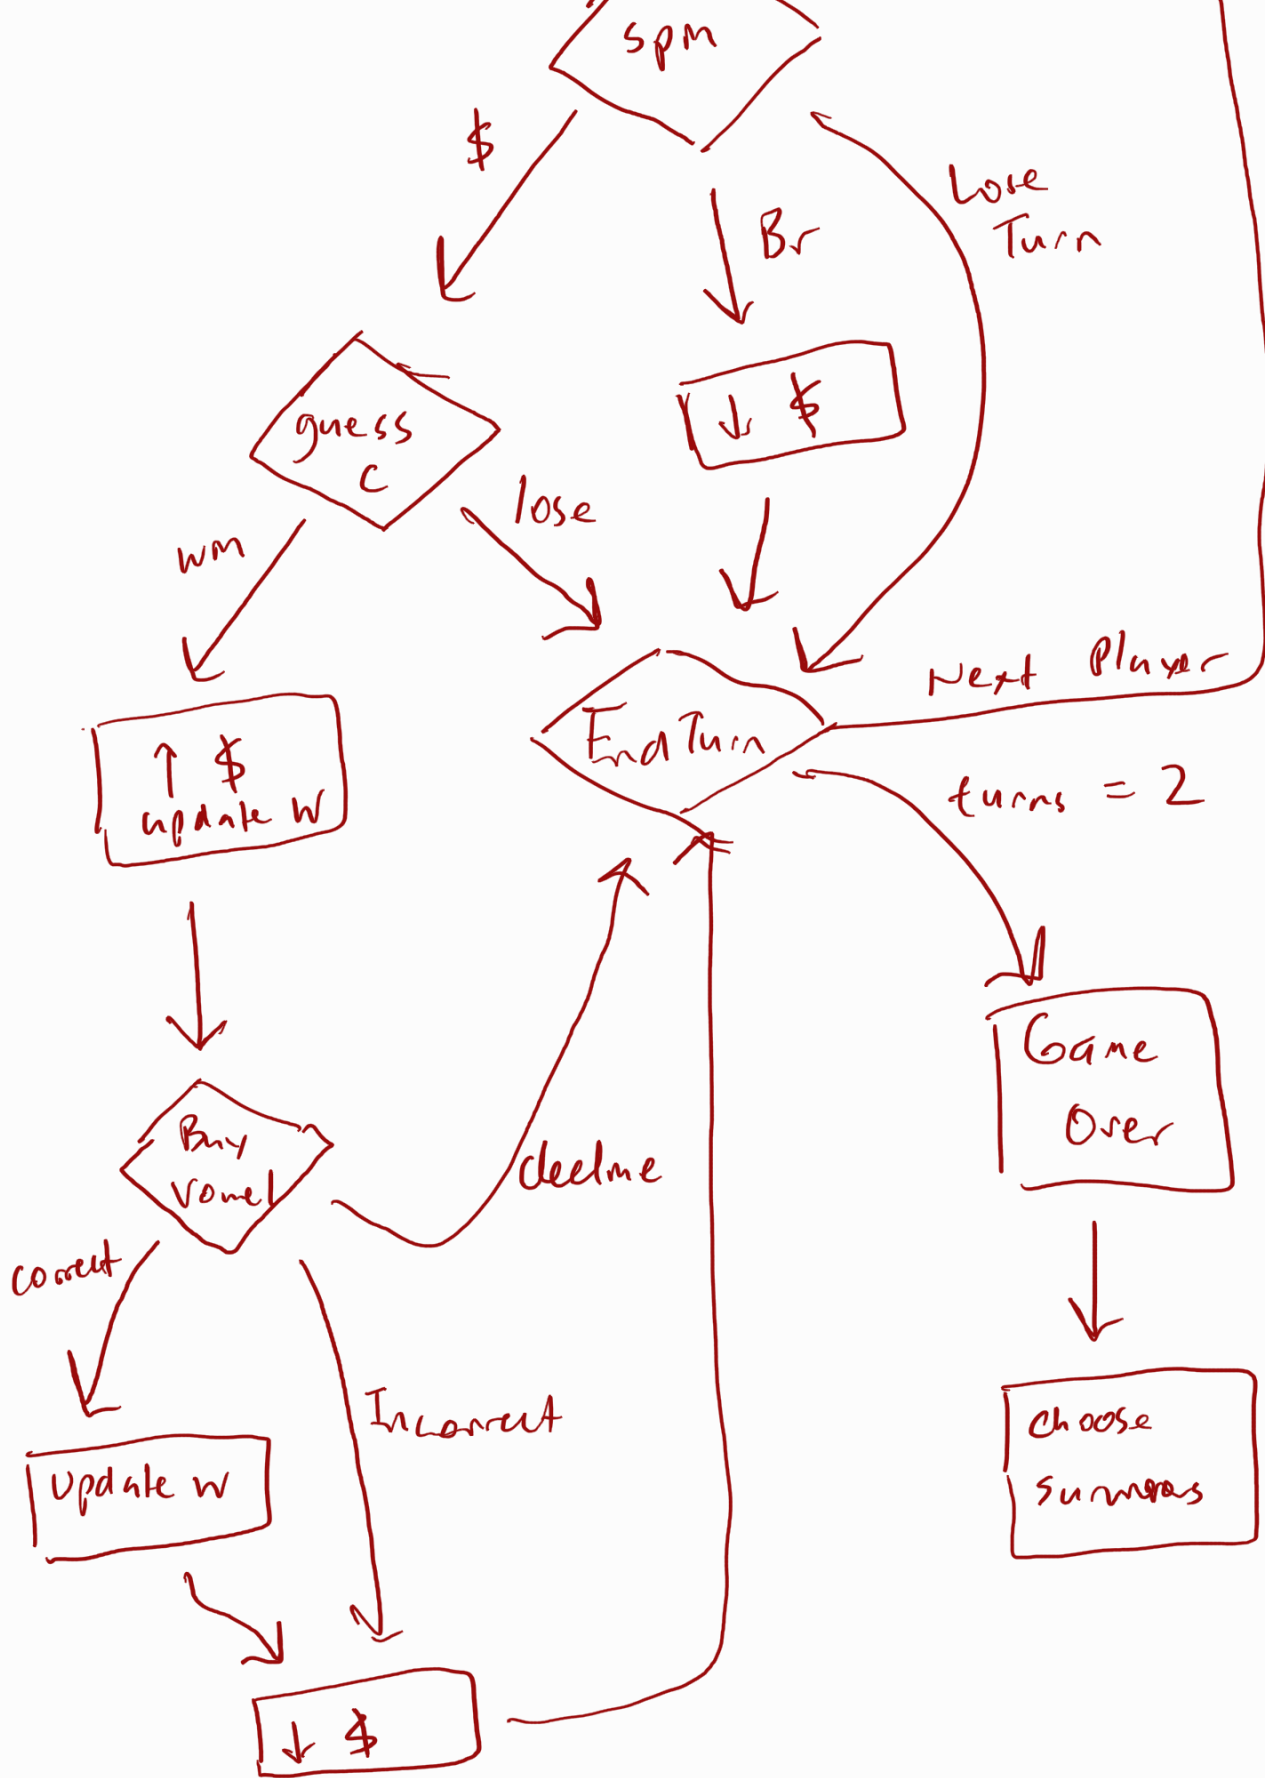 spin
$
Br
Lose
Turn
↓ $
guess
C
lose
win
End Turn
Next Player
↑ $
update W
turns = 2
Game
Over
Buy
Vowel
decline
correct
Incorrect
Update W
choose
↓ $